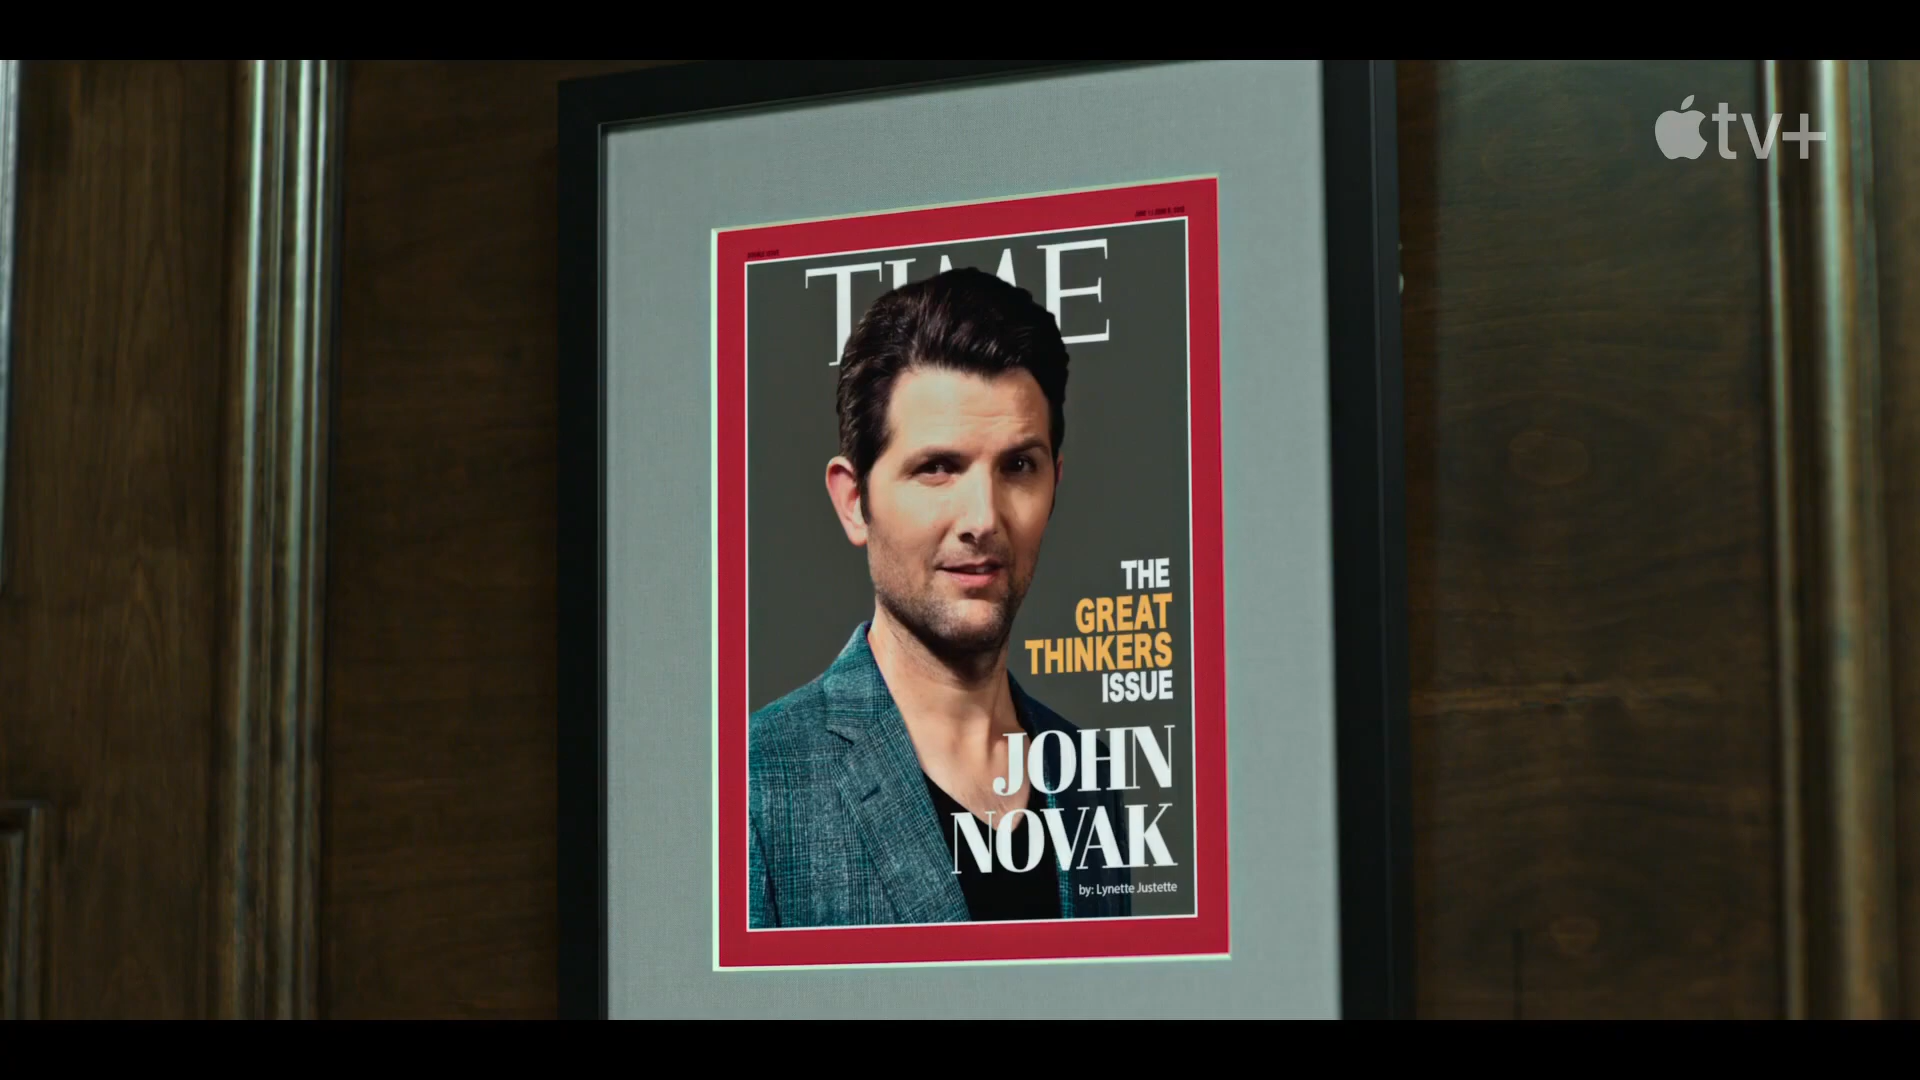 tv+
TIME
THE
GREAT
THINKERS
ISSUE
JOHN
NOVAK
by: Lynette Justette